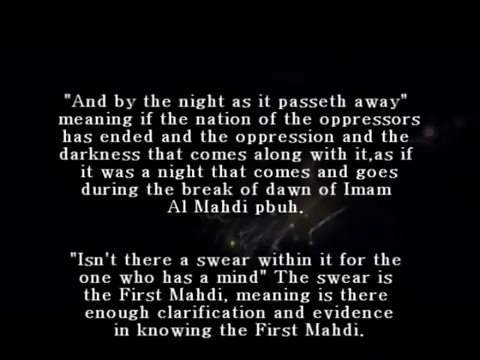 "And by the night as it passeth away"
meaning if the nation of the oppressors
has ended and the oppression and the
darkness that comes along with it,as if
it was a night that comes and goes
during the break of dawn of Imam
Al Mahdi pbuh.
"Isn't there a swear within it for the
one who has a mind" The swear is
the First Mahdi, meaning is there
enough clarification and evidence
in knowing the First Mahdi.